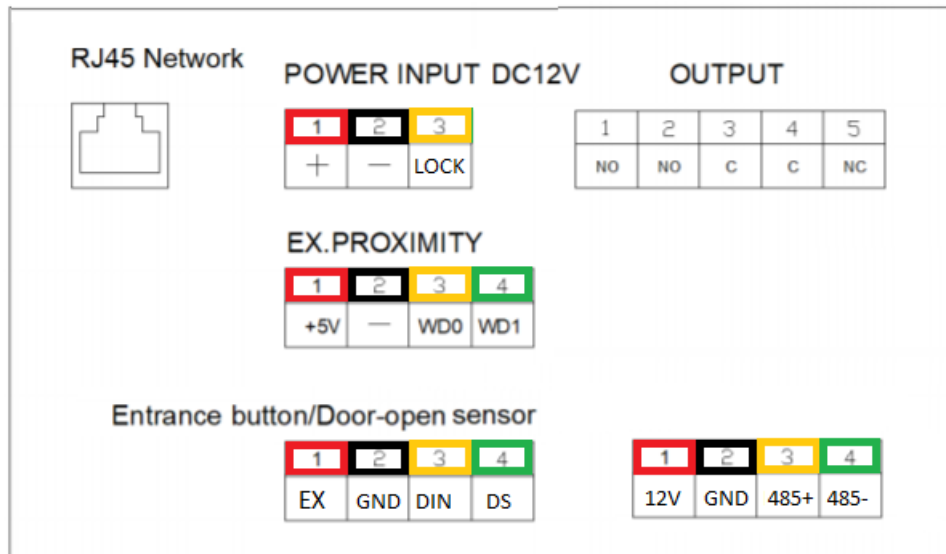 RJ45 Network
POWER INPUT DC12V
OUTPUT
1 2 3
+ — LOCK
1 2 3 4 5
NO NO C C NC
EX.PROXIMITY
1 2 3 4
+5V — WD0 WD1
Entrance button/Door-open sensor
1 2 3 4
EX GND DIN DS
1 2 3 4
12V GND 485+ 485-